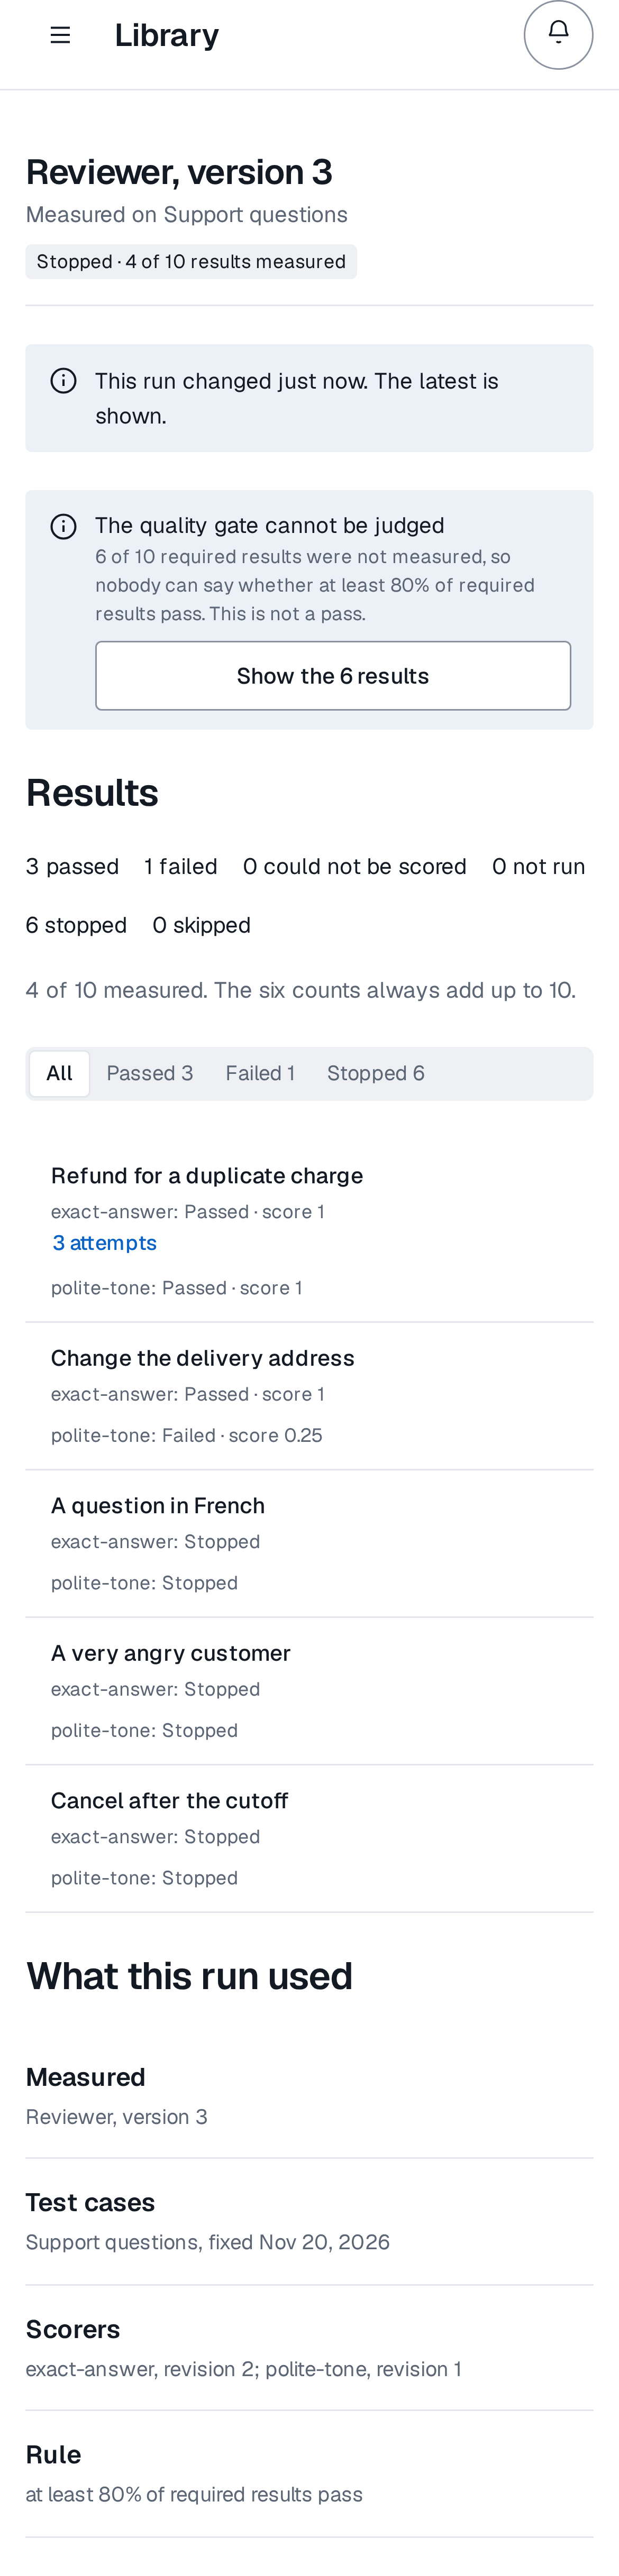 Library
Reviewer, version 3
Measured on Support questions
Stopped · 4 of 10 results measured
This run changed just now. The latest is
shown.
The quality gate cannot be judged
6 of 10 required results were not measured, so
nobody can say whether at least 80% of required
results pass. This is not a pass.
Show the 6 results
Results
3 passed 1 failed 0 could not be scored 0 not run
6 stopped 0 skipped
4 of 10 measured. The six counts always add up to 10.
All Passed 3 Failed 1 Stopped 6
Refund for a duplicate charge
exact-answer: Passed · score 1
3 attempts
polite-tone: Passed · score 1
Change the delivery address
exact-answer: Passed · score 1
polite-tone: Failed · score 0.25
A question in French
exact-answer: Stopped
polite-tone: Stopped
A very angry customer
exact-answer: Stopped
polite-tone: Stopped
Cancel after the cutoff
exact-answer: Stopped
polite-tone: Stopped
What this run used
Measured
Reviewer, version 3
Test cases
Support questions, fixed Nov 20, 2026
Scorers
exact-answer, revision 2; polite-tone, revision 1
Rule
at least 80% of required results pass